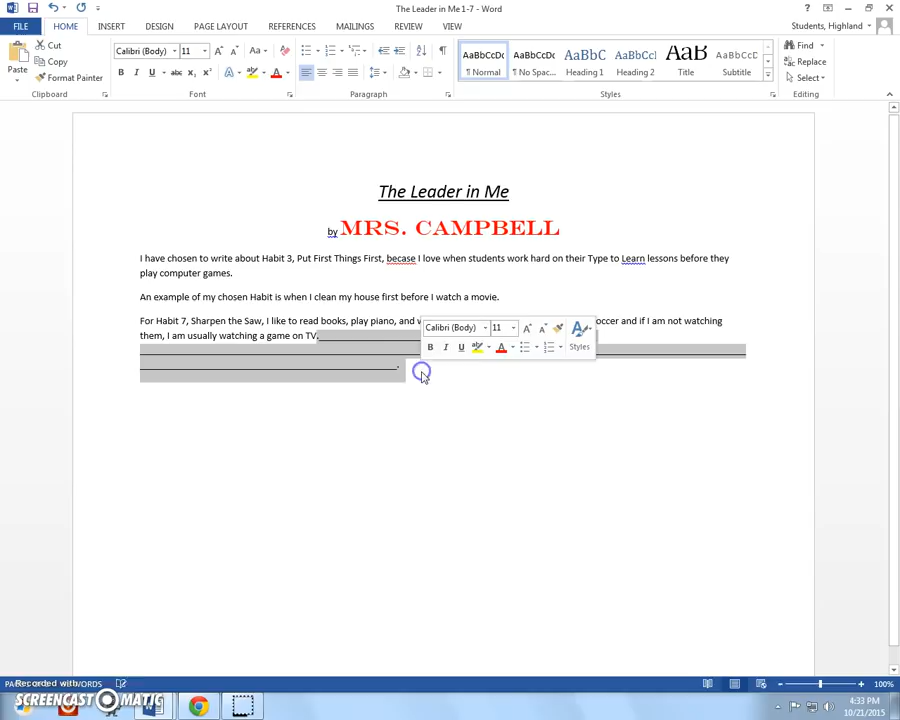 The Leader in Me 1-7 - Word
FILE HOME INSERT DESIGN PAGE LAYOUT REFERENCES MAILINGS REVIEW VIEW Students, Highland
Paste Cut Copy Format Painter Clipboard
Calibri (Body) 11 Font
Paragraph
AaBbCcDc AaBbCcDc AaBbC AaBbCcI AaB AaBbCcD
¶ Normal ¶ No Spac... Heading 1 Heading 2 Title Subtitle
Styles
Find Replace Select Editing
The Leader in Me
by MRS. CAMPBELL
I have chosen to write about Habit 3, Put First Things First, becase I love when students work hard on their Type to Learn lessons before they
play computer games.
An example of my chosen Habit is when I clean my house first before I watch a movie.
For Habit 7, Sharpen the Saw, I like to read books, play piano, and occer and if I am not watching
them, I am usually watching a game on TV.
Calibri (Body) 11
B I U A Styles
Recorded with
SCREENCAST MATIC
WORDS
100%
4:33 PM
10/21/2015